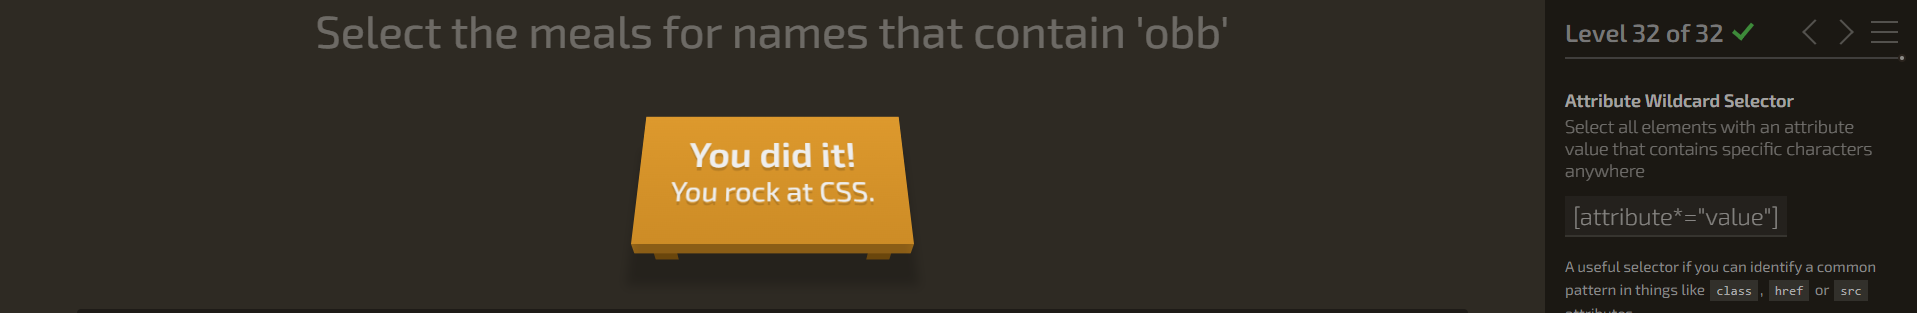 Select the meals for names that contain 'obb'
You did it!
You rock at CSS.
Level 32 of 32
Attribute Wildcard Selector
Select all elements with an attribute
value that contains specific characters
anywhere
[attribute*="value"]
A useful selector if you can identify a common
pattern in things like class, href or src
attributes